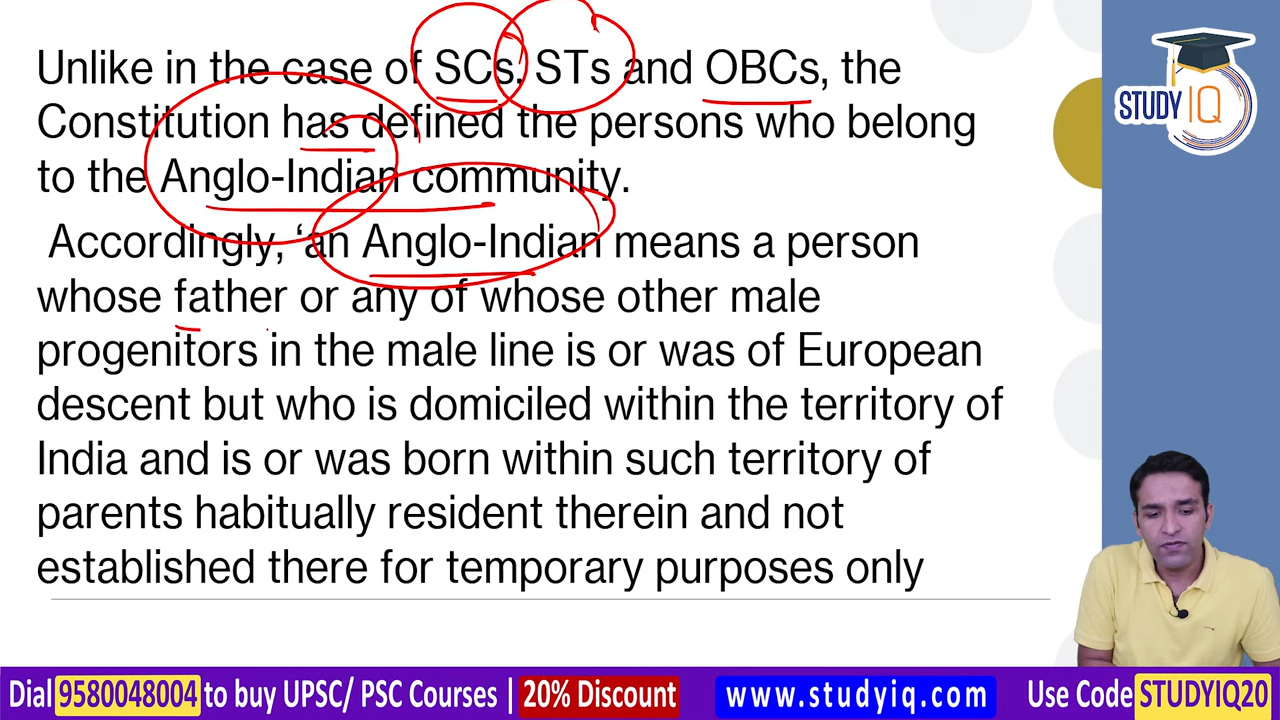 Unlike in the case of SCs, STs and OBCs, the
Constitution has defined the persons who belong
to the Anglo-Indian community.
Accordingly, ‘an Anglo-Indian means a person
whose father or any of whose other male
progenitors in the male line is or was of European
descent but who is domiciled within the territory of
India and is or was born within such territory of
parents habitually resident therein and not
established there for temporary purposes only
STUDY IQ
Dial 9580048004 to buy UPSC/ PSC Courses | 20% Discount www.studyiq.com Use Code STUDYIQ20